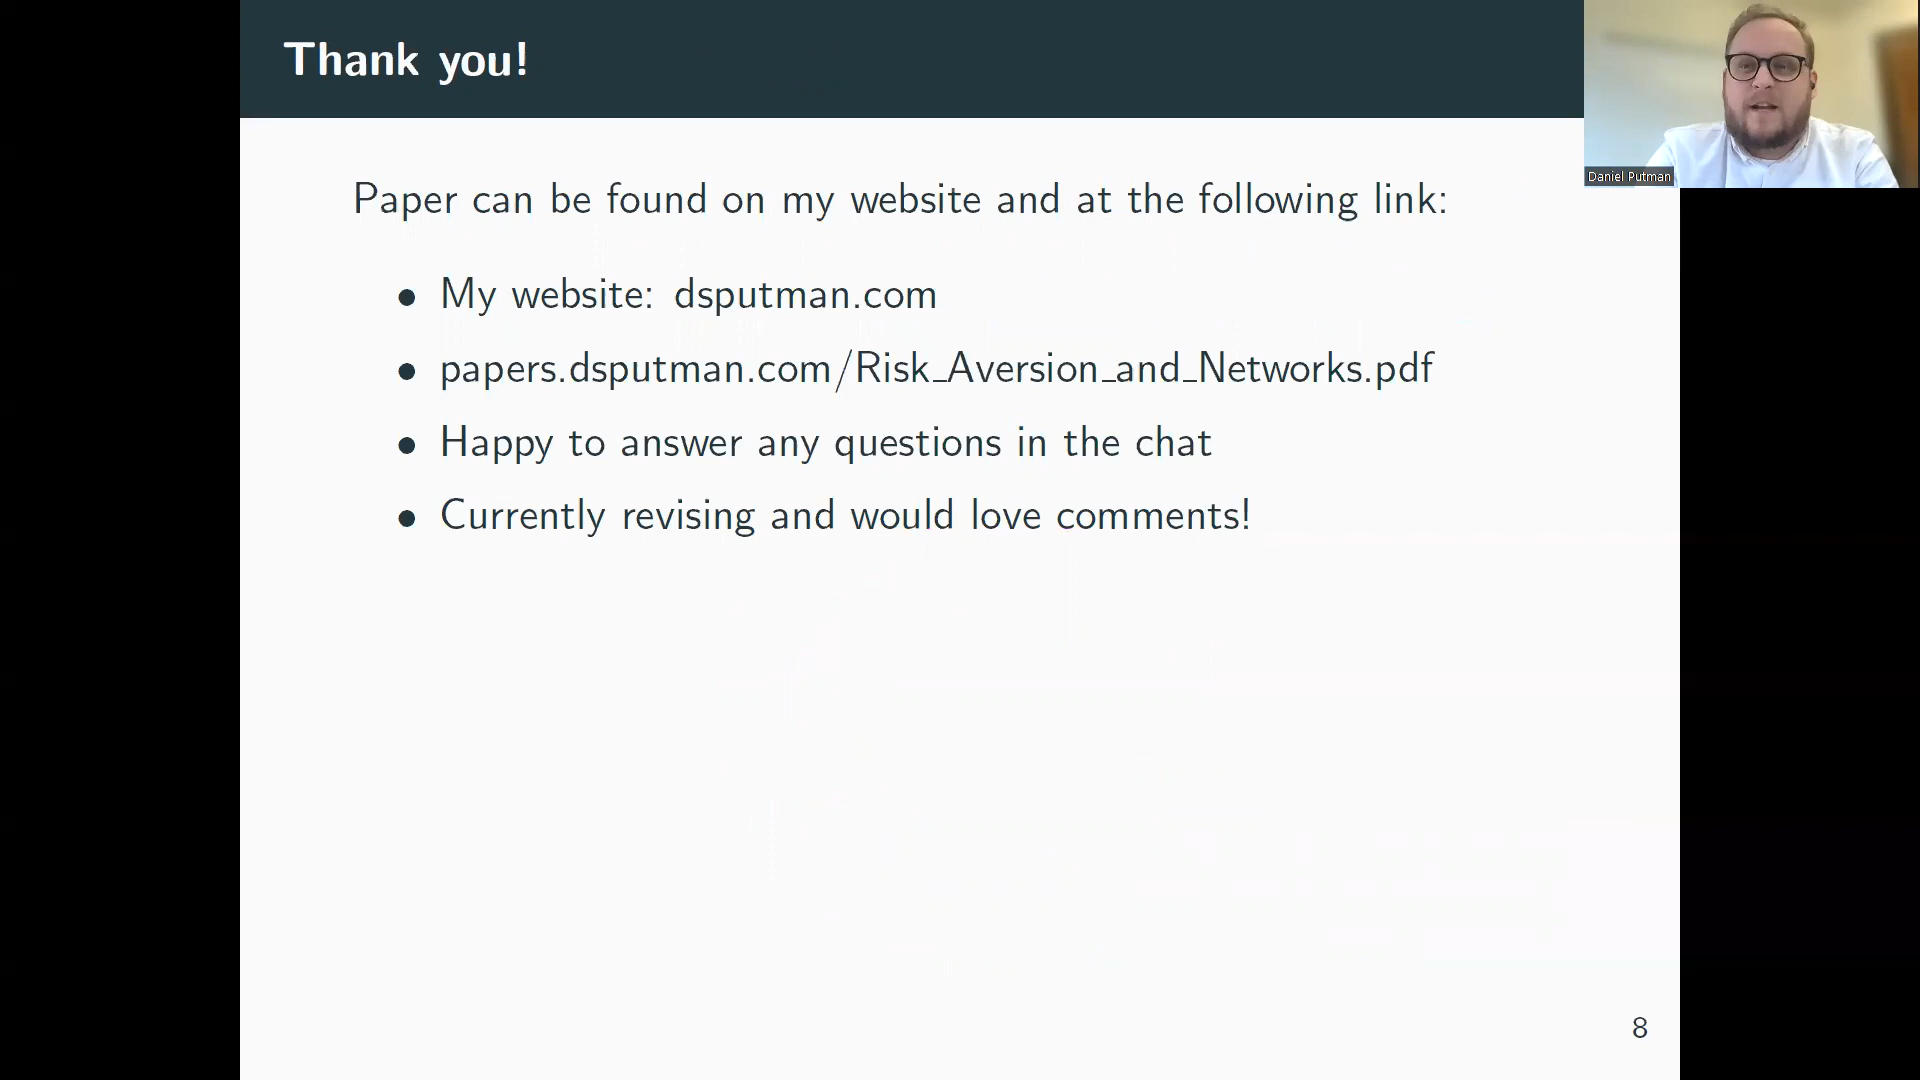 Thank you!
Daniel Putman
Paper can be found on my website and at the following link:
• My website: dsputman.com
• papers.dsputman.com/Risk_Aversion_and_Networks.pdf
• Happy to answer any questions in the chat
• Currently revising and would love comments!
8